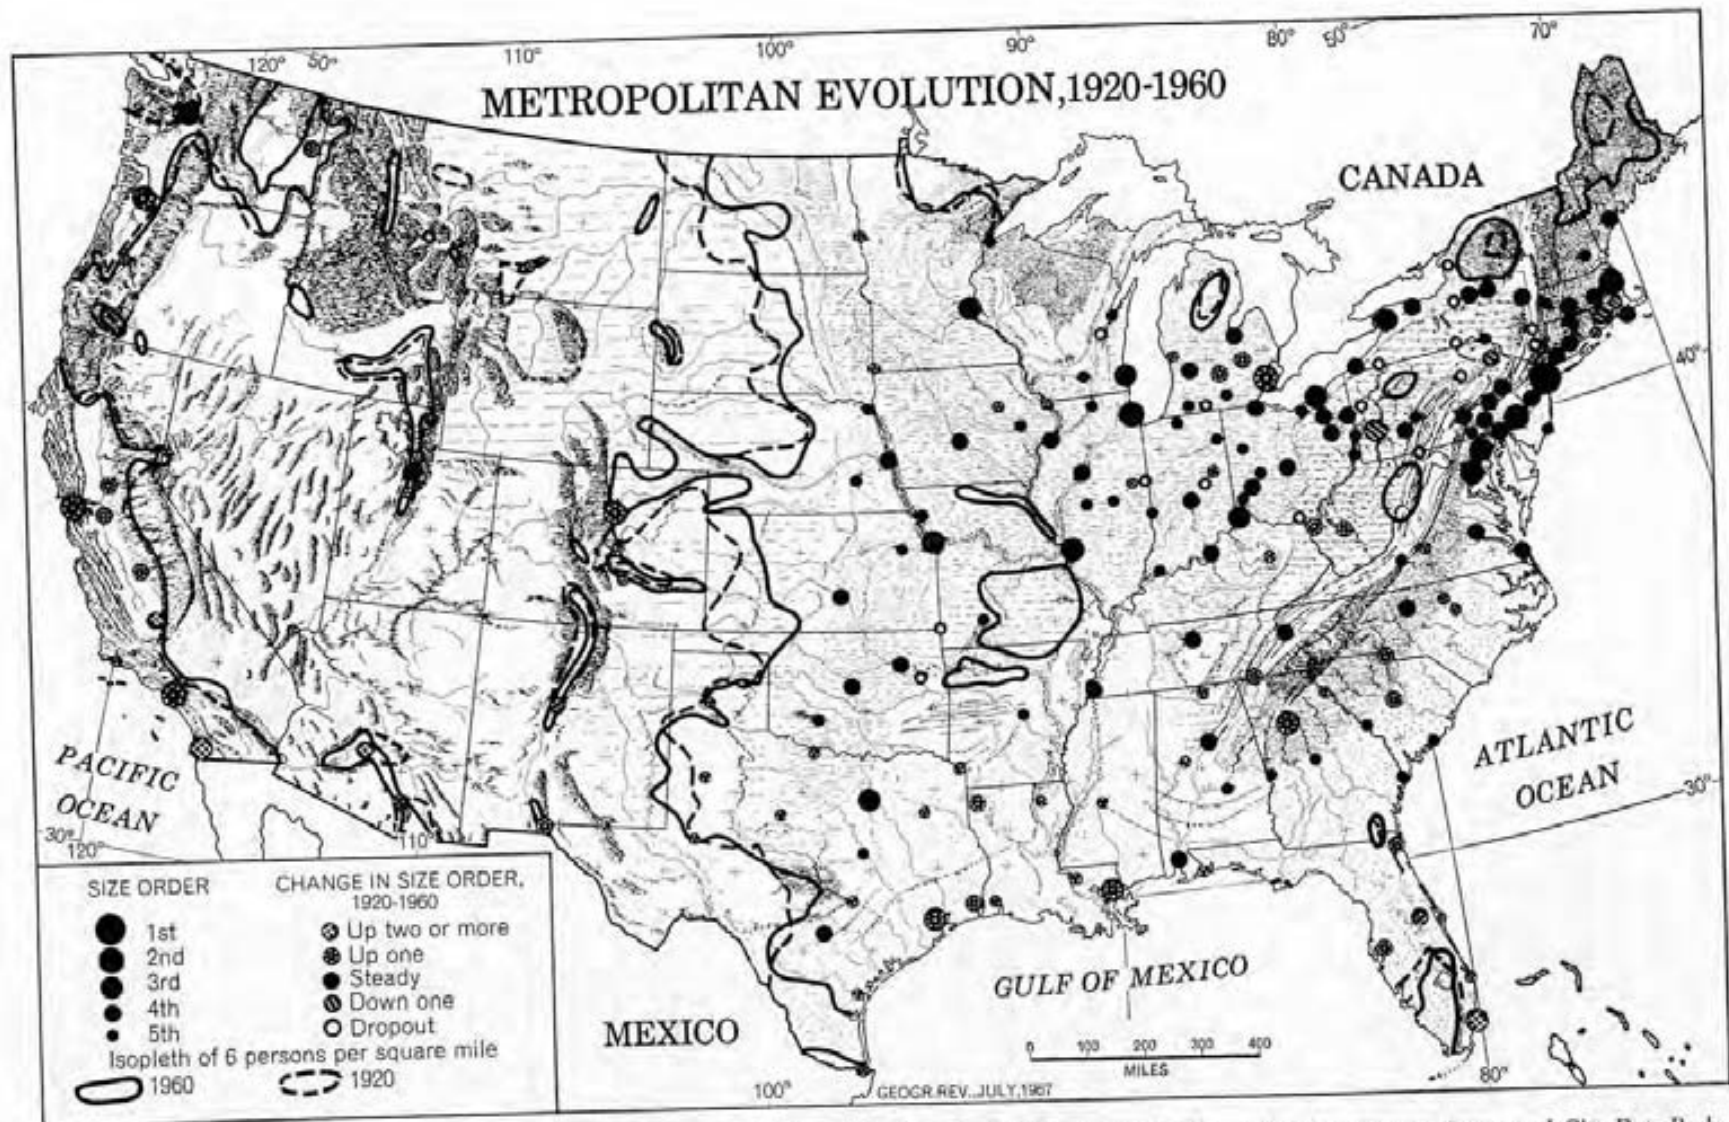 120° 50° 110° 100° 90° 80° 50° 70°
METROPOLITAN EVOLUTION,1920-1960
CANADA
40°
PACIFIC
OCEAN
ATLANTIC
OCEAN
30°
30°
120°
110°
SIZE ORDER
1st
2nd
3rd
4th
5th
CHANGE IN SIZE ORDER,
1920-1960
Up two or more
Up one
Steady
Down one
Dropout
Isopleth of 6 persons per square mile
1960 1920
MEXICO
GULF OF MEXICO
0 100 200 300 400
MILES
80°
100°
GEOGR. REV., JULY, 1967